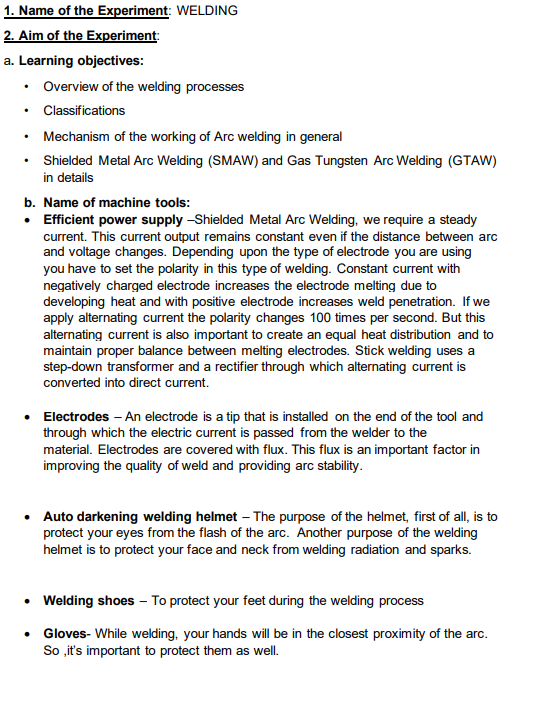 1. Name of the Experiment: WELDING
2. Aim of the Experiment:
a. Learning objectives:
• Overview of the welding processes
• Classifications
• Mechanism of the working of Arc welding in general
• Shielded Metal Arc Welding (SMAW) and Gas Tungsten Arc Welding (GTAW)
in details
b. Name of machine tools:
• Efficient power supply –Shielded Metal Arc Welding, we require a steady
current. This current output remains constant even if the distance between arc
and voltage changes. Depending upon the type of electrode you are using
you have to set the polarity in this type of welding. Constant current with
negatively charged electrode increases the electrode melting due to
developing heat and with positive electrode increases weld penetration. If we
apply alternating current the polarity changes 100 times per second. But this
alternating current is also important to create an equal heat distribution and to
maintain proper balance between melting electrodes. Stick welding uses a
step-down transformer and a rectifier through which alternating current is
converted into direct current.
• Electrodes – An electrode is a tip that is installed on the end of the tool and
through which the electric current is passed from the welder to the
material. Electrodes are covered with flux. This flux is an important factor in
improving the quality of weld and providing arc stability.
• Auto darkening welding helmet – The purpose of the helmet, first of all, is to
protect your eyes from the flash of the arc. Another purpose of the welding
helmet is to protect your face and neck from welding radiation and sparks.
• Welding shoes – To protect your feet during the welding process
• Gloves- While welding, your hands will be in the closest proximity of the arc.
So ,it's important to protect them as well.